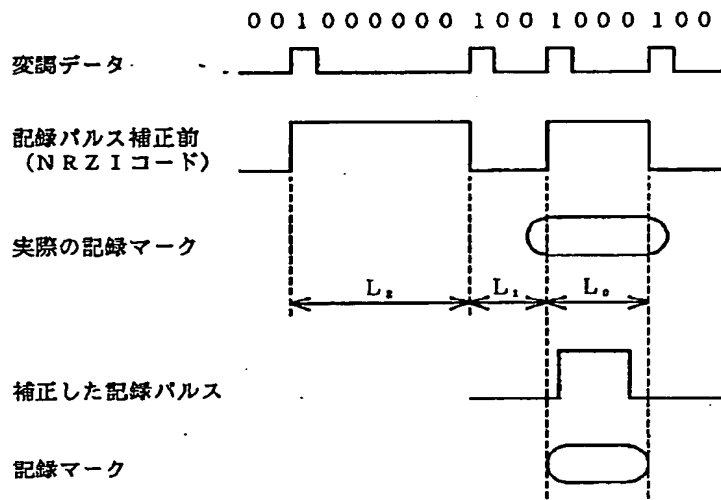 0 0 1 0 0 0 0 0 0 1 0 0 1 0 0 0 1 0 0
変調データ
記録パルス補正前
（ＮＲＺＩコード）
実際の記録マーク
L₂ L₁ L₀
補正した記録パルス
記録マーク